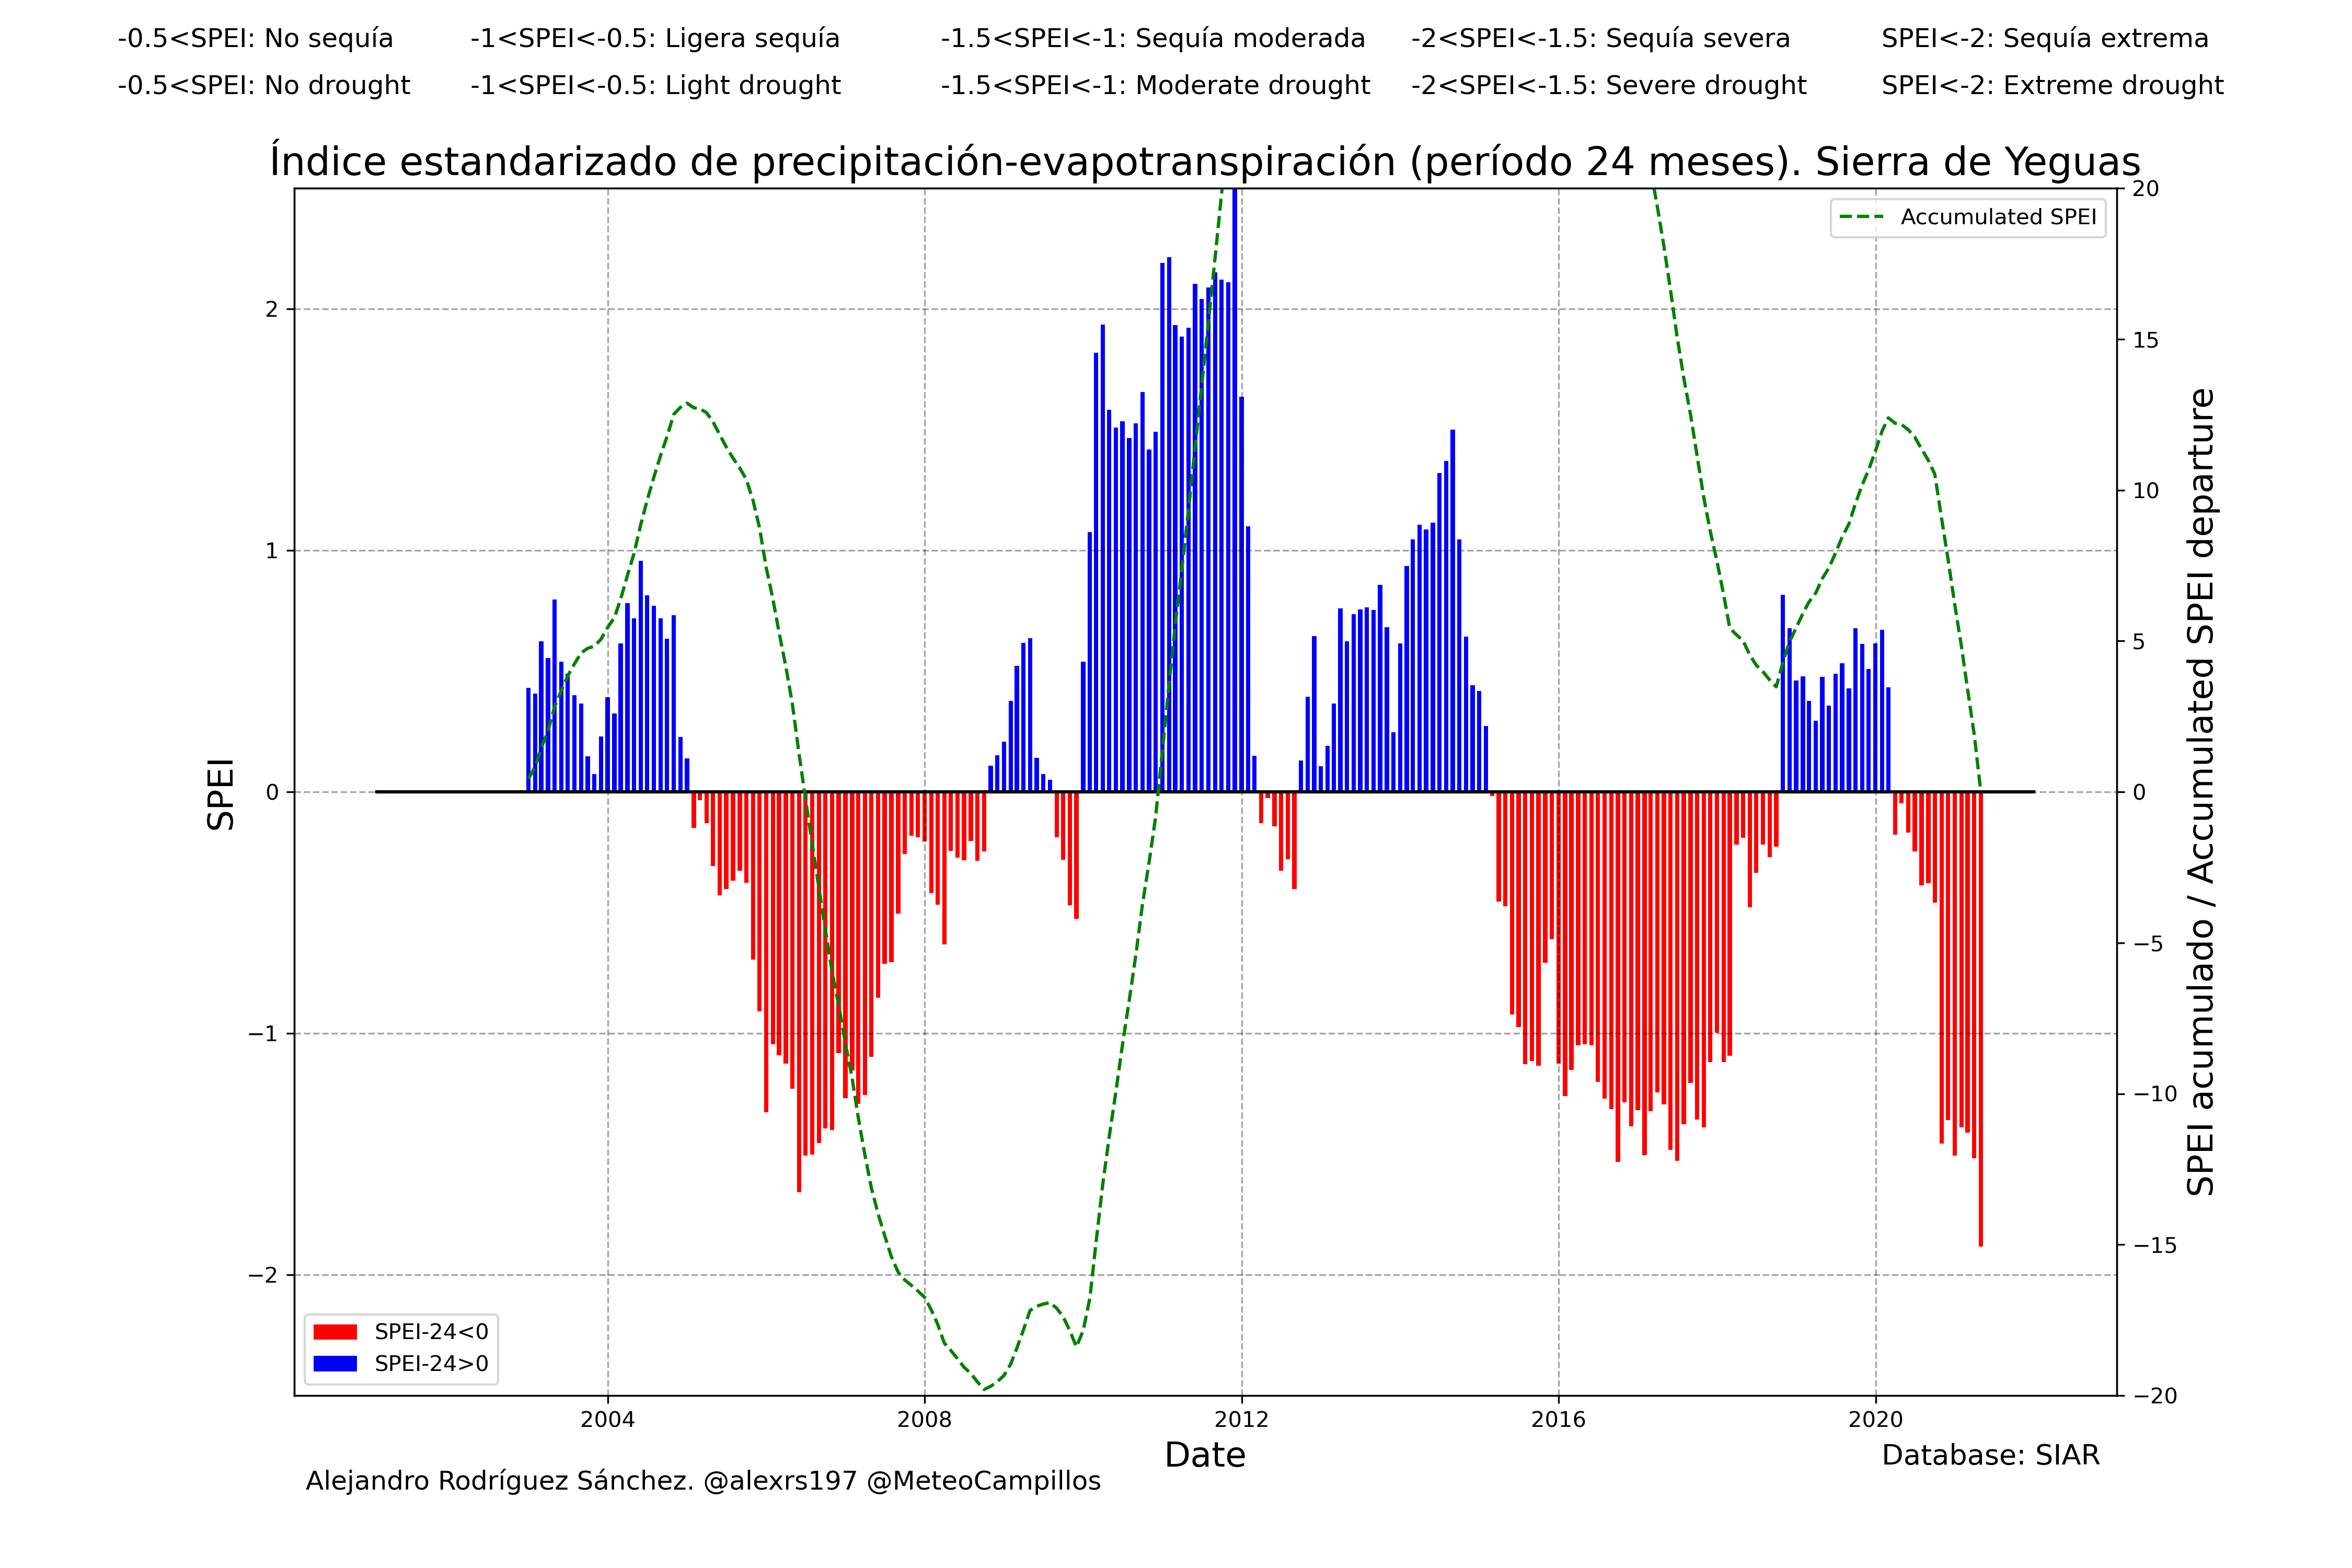 -0.5<SPEI: No sequía -1<SPEI<-0.5: Ligera sequía -1.5<SPEI<-1: Sequía moderada -2<SPEI<-1.5: Sequía severa SPEI<-2: Sequía extrema
-0.5<SPEI: No drought -1<SPEI<-0.5: Light drought -1.5<SPEI<-1: Moderate drought -2<SPEI<-1.5: Severe drought SPEI<-2: Extreme drought
Índice estandarizado de precipitación-evapotranspiración (período 24 meses). Sierra de Yeguas
Accumulated SPEI
SPEI
2
1
0
−1
−2
20
15
10
5
0
−5
−10
−15
−20
SPEI acumulado / Accumulated SPEI departure
SPEI-24<0
SPEI-24>0
2004 2008 2012 2016 2020
Date
Database: SIAR
Alejandro Rodríguez Sánchez. @alexrs197 @MeteoCampillos